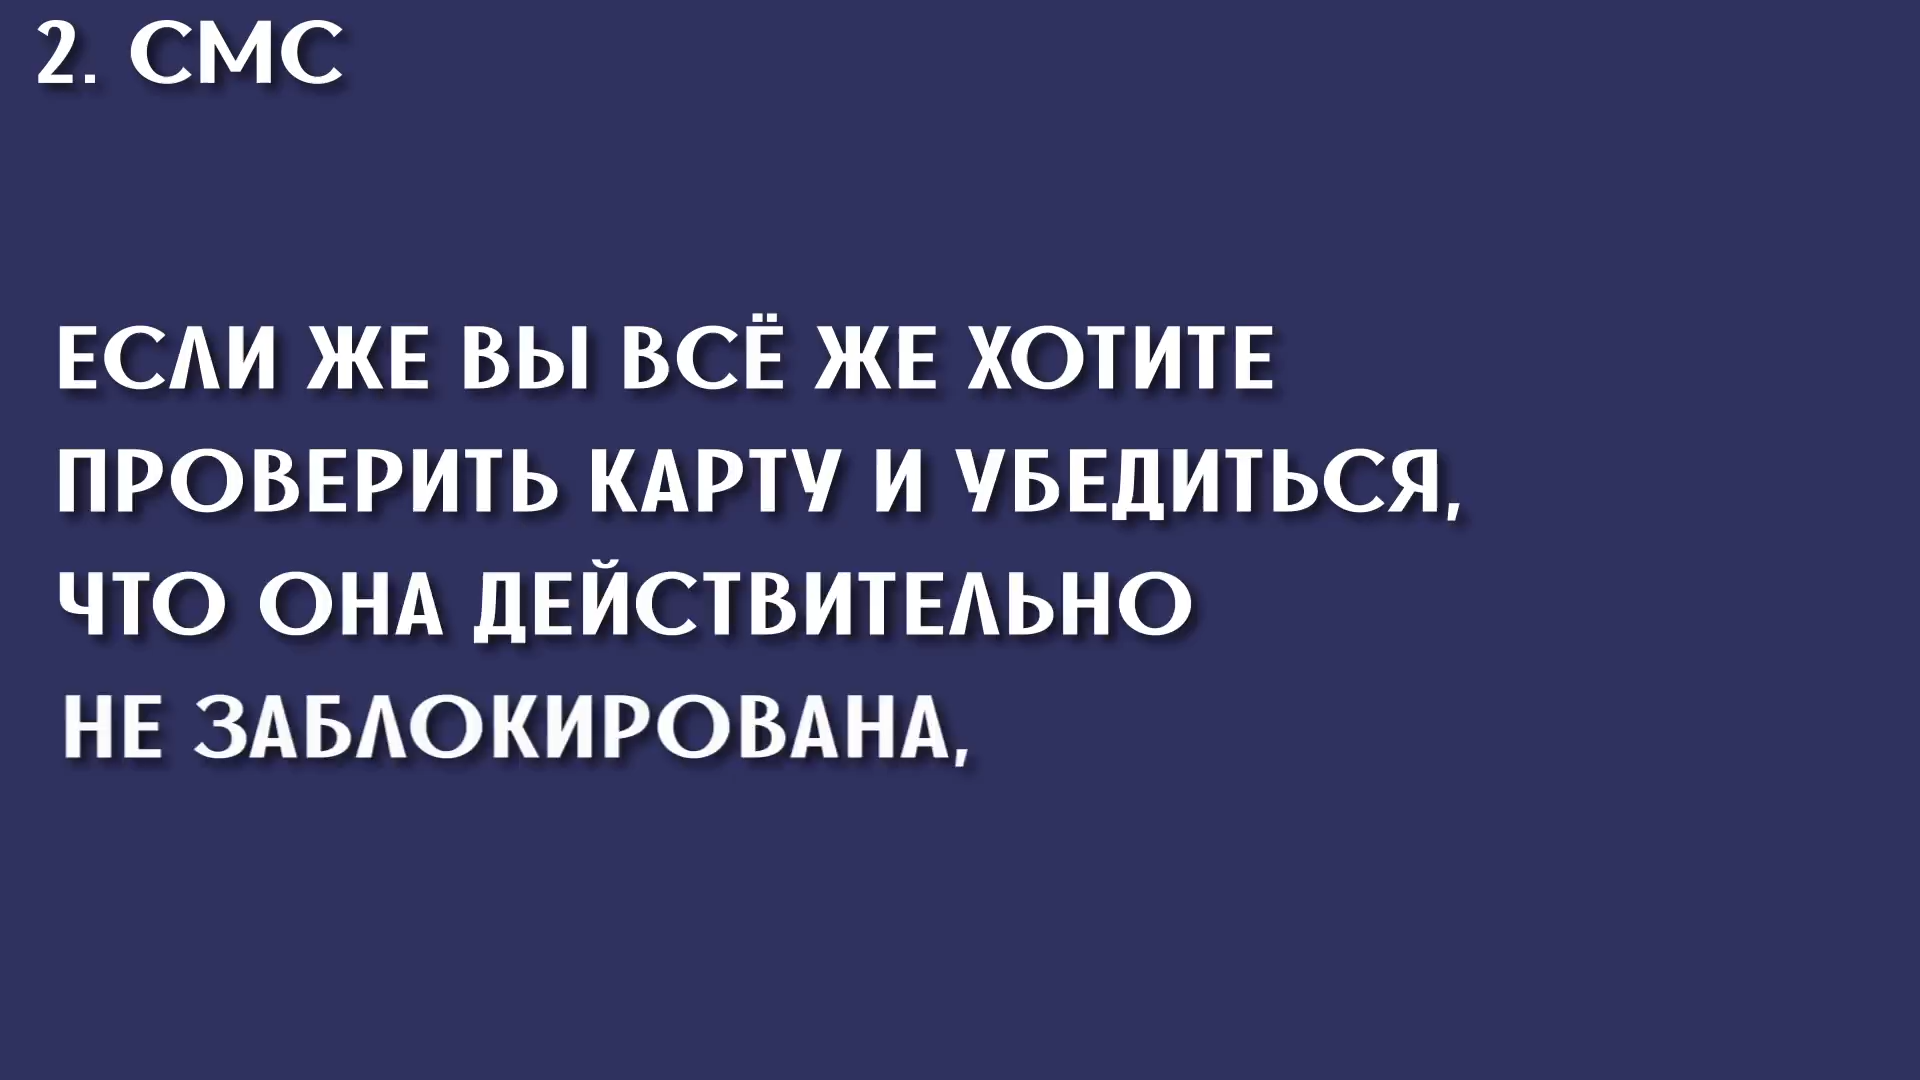 2. СМС
ЕСЛИ ЖЕ ВЫ ВСЁ ЖЕ ХОТИТЕ
ПРОВЕРИТЬ КАРТУ И УБЕДИТЬСЯ,
ЧТО ОНА ДЕЙСТВИТЕЛЬНО
НЕ ЗАБЛОКИРОВАНА,